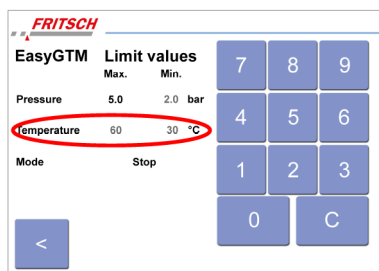 FRITSCH
EasyGTM Limit values
Max. Min.
Pressure 5.0 2.0 bar
Temperature 60 30 °C
Mode Stop
7 8 9
4 5 6
1 2 3
0 C
<